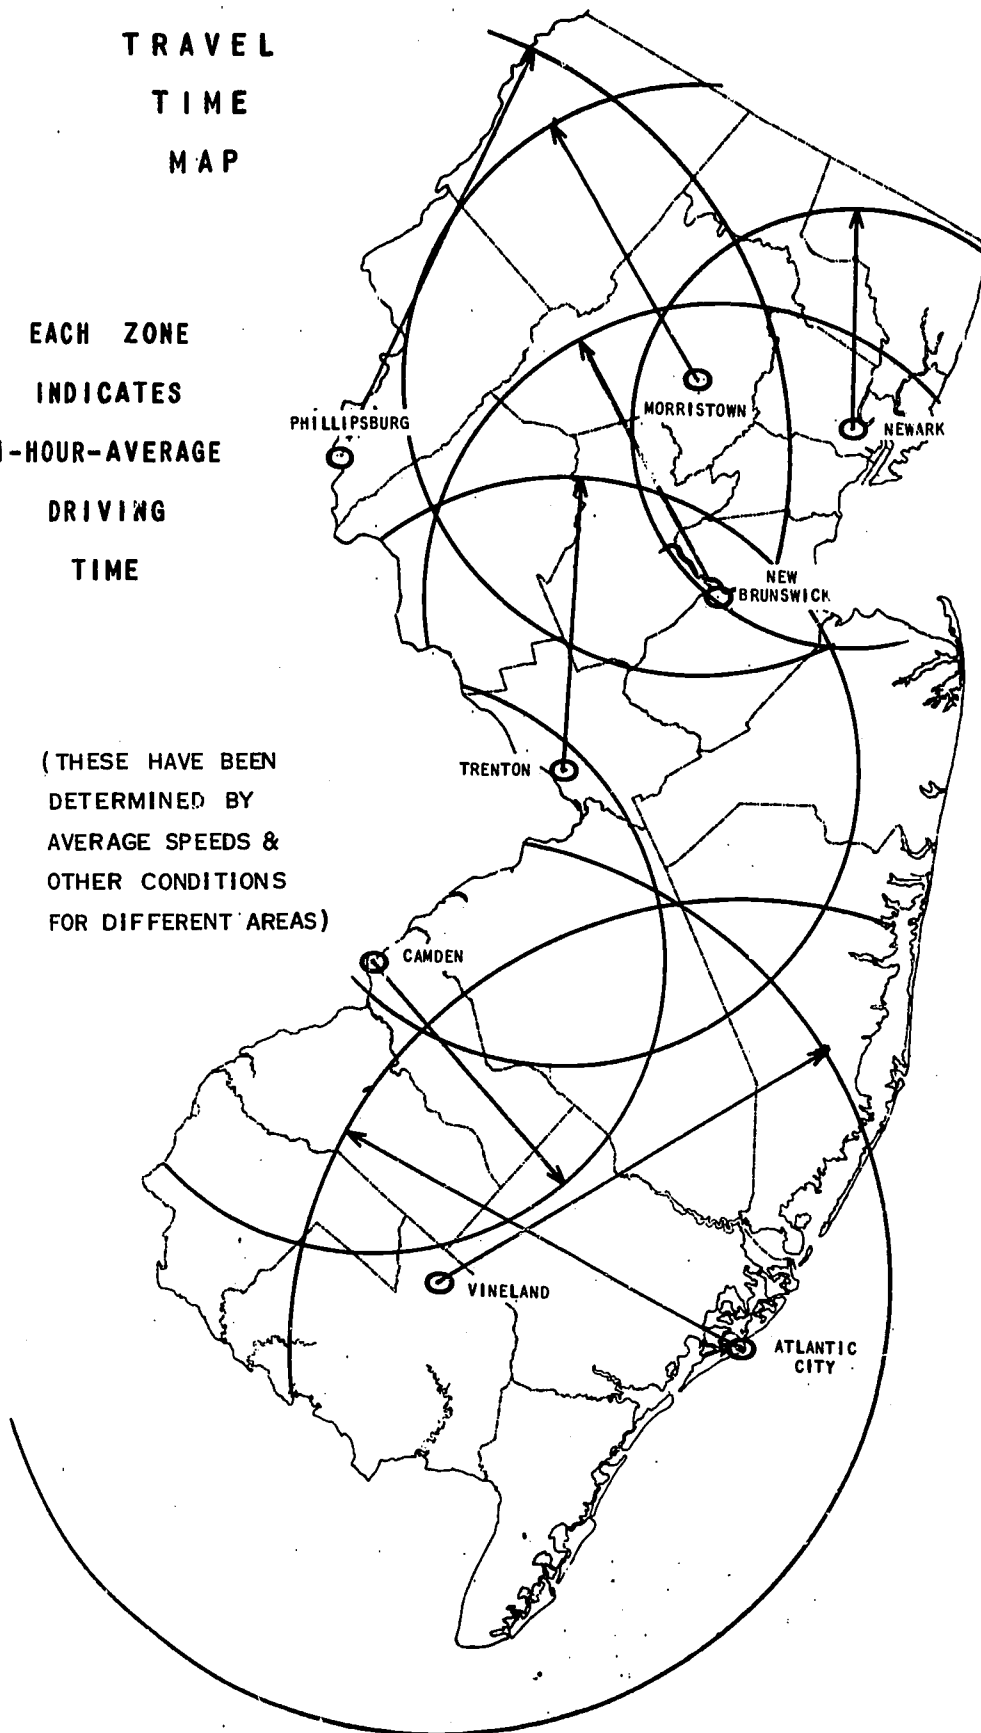 TRAVEL
TIME
MAP
EACH ZONE
INDICATES
1-HOUR-AVERAGE
DRIVING
TIME
(THESE HAVE BEEN
DETERMINED BY
AVERAGE SPEEDS &
OTHER CONDITIONS
FOR DIFFERENT AREAS)
PHILLIPSBURG
MORRISTOWN
NEWARK
NEW
BRUNSWICK
TRENTON
CAMDEN
VINELAND
ATLANTIC
CITY